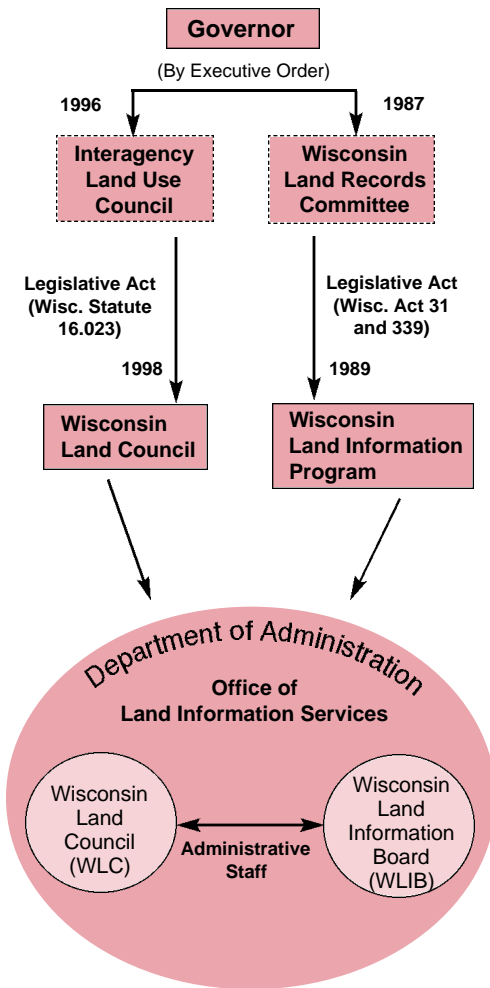 Governor
(By Executive Order)
1996
1987
Interagency
Land Use
Council
Wisconsin
Land Records
Committee
Legislative Act
(Wisc. Statute
16.023)
Legislative Act
(Wisc. Act 31
and 339)
1998
1989
Wisconsin
Land Council
Wisconsin
Land Information
Program
Department of Administration
Office of
Land Information Services
Wisconsin
Land
Council
(WLC)
Administrative
Staff
Wisconsin
Land
Information
Board
(WLIB)